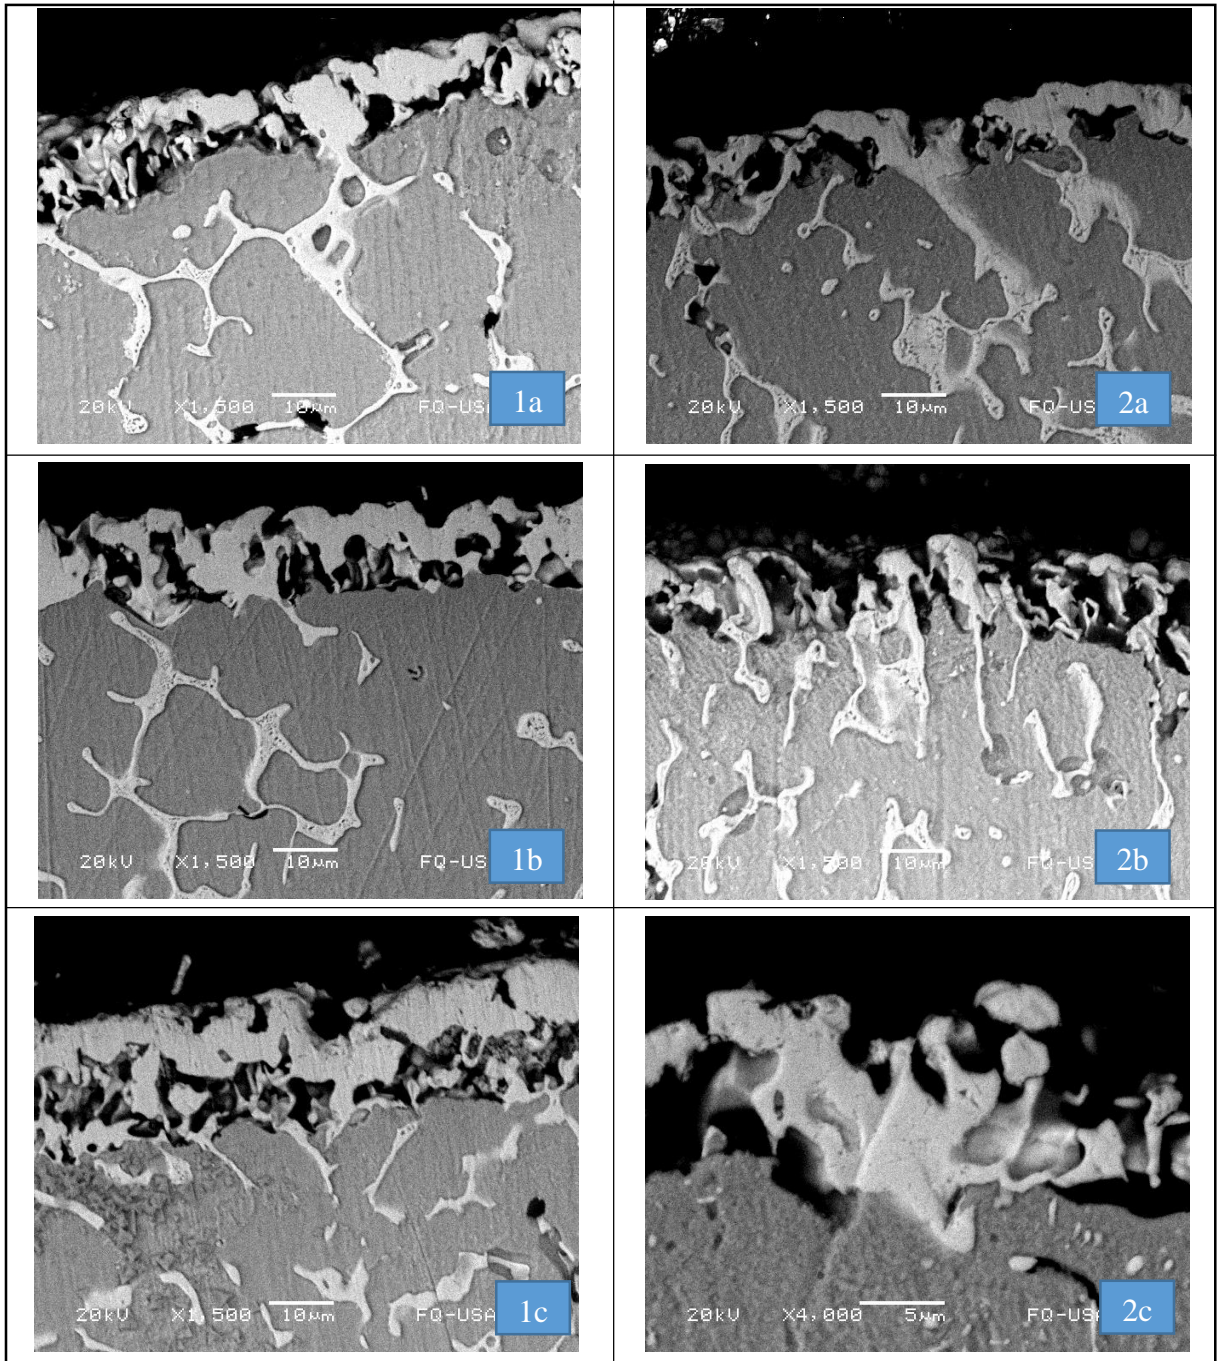 20kV X1,500 10μm FQ-US
1a
20kV X1,500 10μm FQ-US
2a
20kV X1,500 10μm FQ-US
1b
20kV X1,500 10μm FQ-US
2b
20kV X1,500 10μm FQ-USA
1c
20kV X4,000 5μm FQ-US
2c